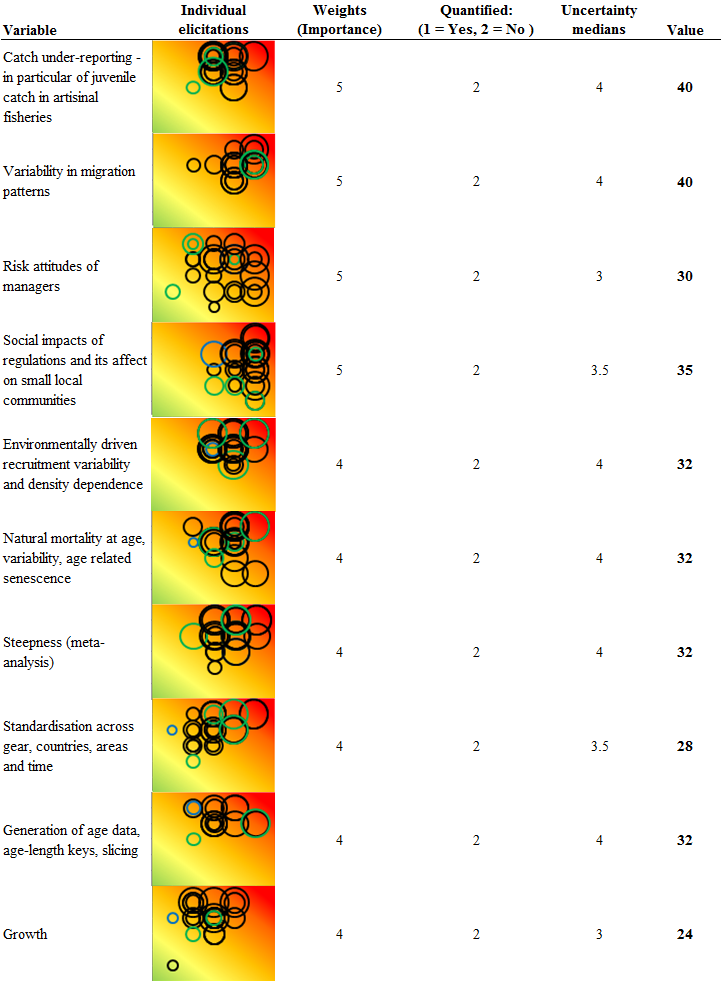 Variable
Individual elicitations
Weights (Importance)
Quantified: (1 = Yes, 2 = No )
Uncertainty medians
Value
Catch under-reporting -
in particular of juvenile
catch in artisinal
fisheries
5 2 4 40
Variability in migration
patterns
5 2 4 40
Risk attitudes of
managers
5 2 3 30
Social impacts of
regulations and its affect
on small local
communities
5 2 3.5 35
Environmentally driven
recruitment variability
and density dependence
4 2 4 32
Natural mortality at age,
variability, age related
senescence
4 2 4 32
Steepness (meta-
analysis)
4 2 4 32
Standardisation across
gear, countries, areas
and time
4 2 3.5 28
Generation of age data,
age-length keys, slicing
4 2 4 32
Growth
4 2 3 24